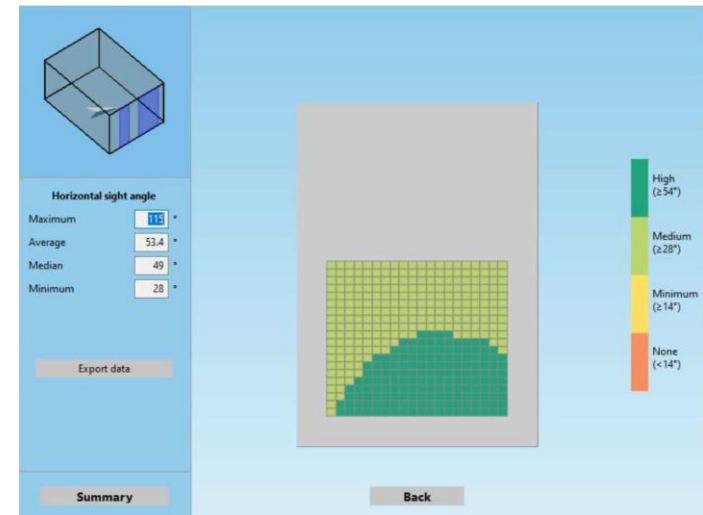 Horizontal sight angle
Maximum 115 °
Average 53.4 °
Median 49 °
Minimum 28 °
Export data
Summary
Back
High
(≥54°)
Medium
(≥28°)
Minimum
(≥14°)
None
(<14°)